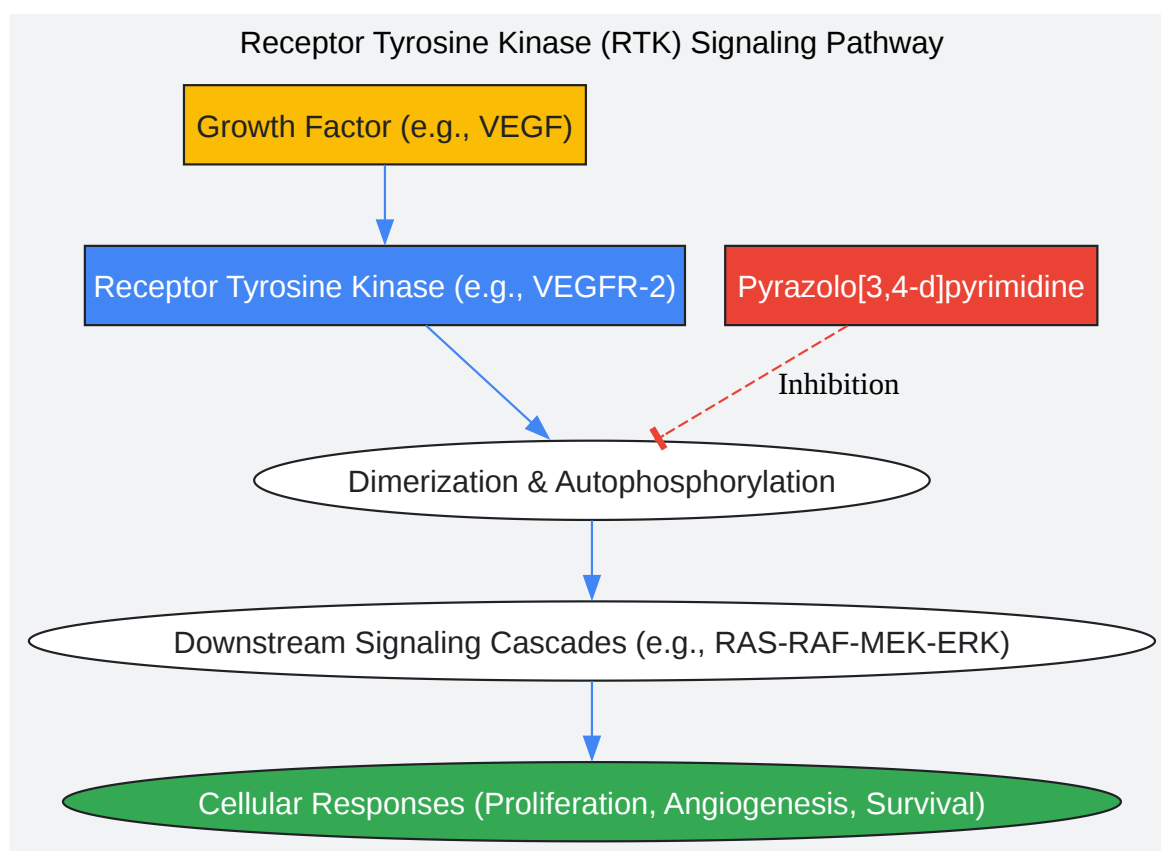 Receptor Tyrosine Kinase (RTK) Signaling Pathway
Growth Factor (e.g., VEGF)
Receptor Tyrosine Kinase (e.g., VEGFR-2)
Pyrazolo[3,4-d]pyrimidine
Inhibition
Dimerization & Autophosphorylation
Downstream Signaling Cascades (e.g., RAS-RAF-MEK-ERK)
Cellular Responses (Proliferation, Angiogenesis, Survival)